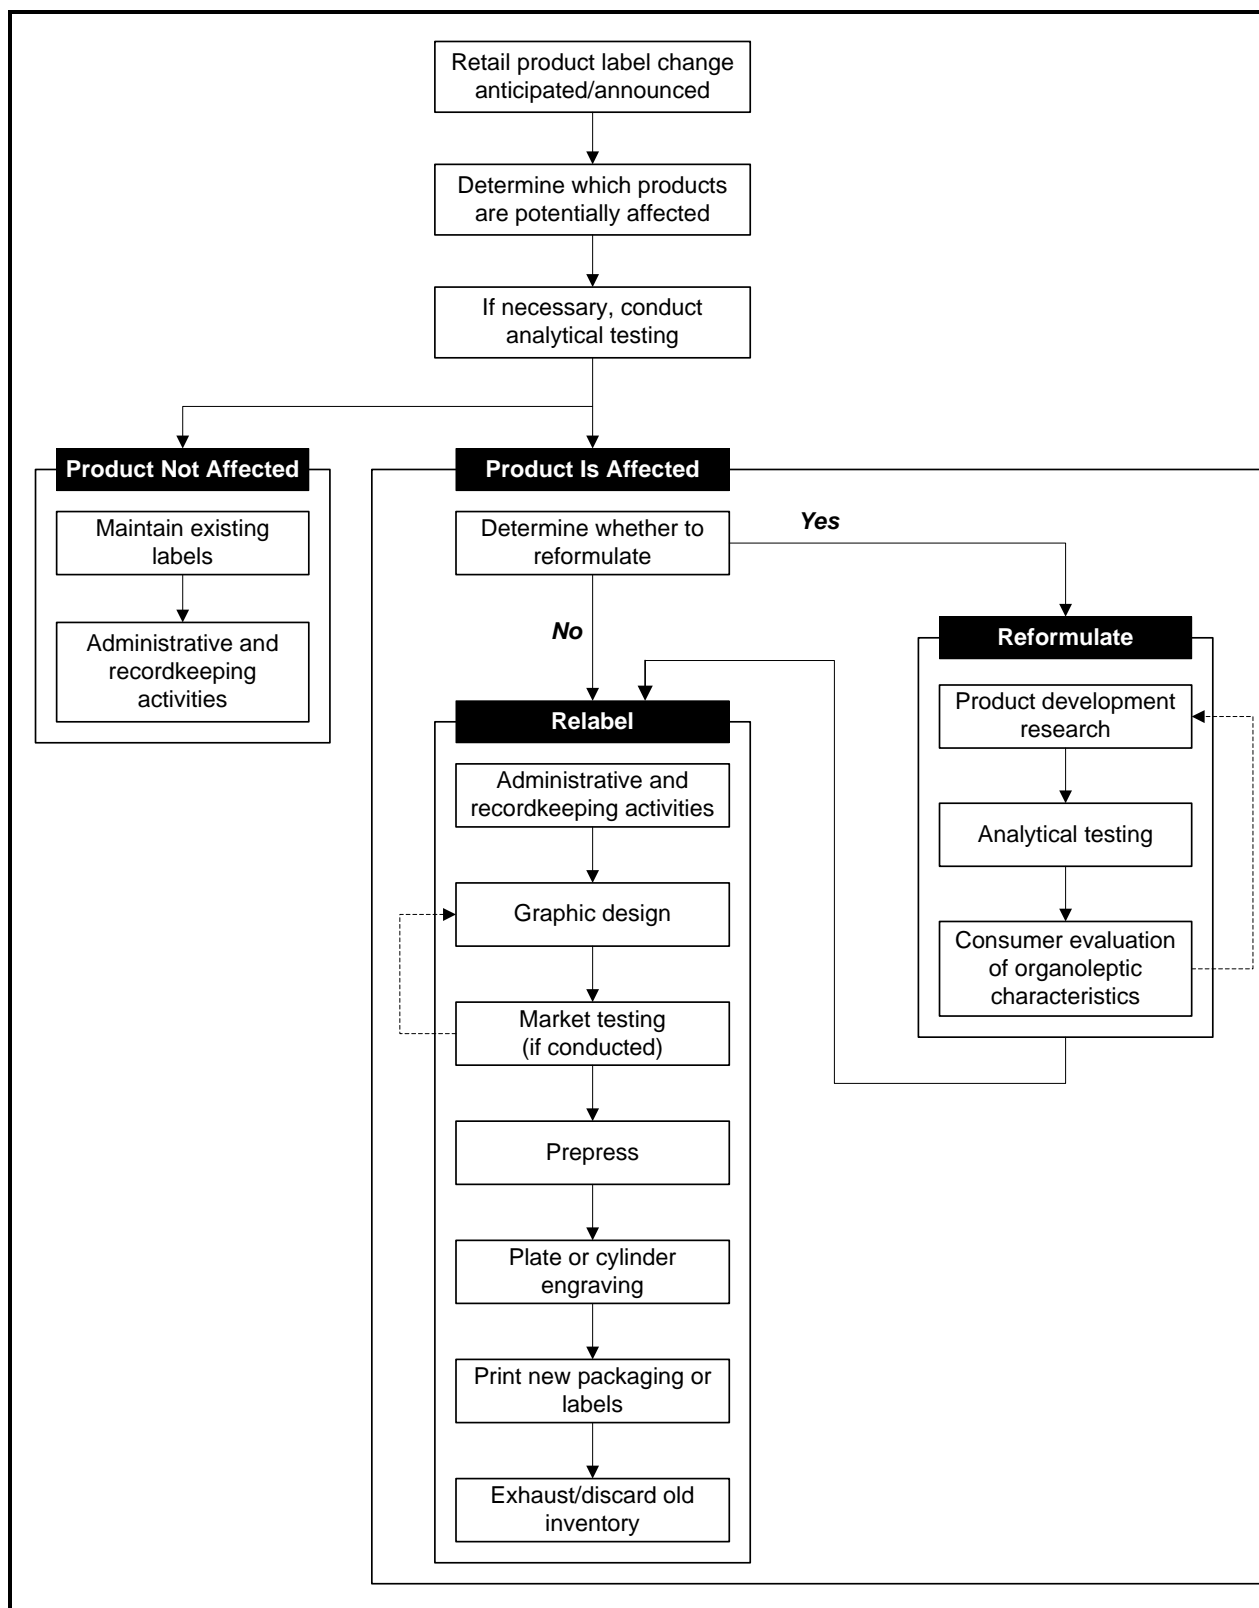 Retail product label change
anticipated/announced
Determine which products
are potentially affected
If necessary, conduct
analytical testing
Product Not Affected
Maintain existing
labels
Administrative and
recordkeeping
activities
Product Is Affected
Determine whether to
reformulate
Yes
No
Reformulate
Product development
research
Analytical testing
Consumer evaluation
of organoleptic
characteristics
Relabel
Administrative and
recordkeeping activities
Graphic design
Market testing
(if conducted)
Prepress
Plate or cylinder
engraving
Print new packaging or
labels
Exhaust/discard old
inventory